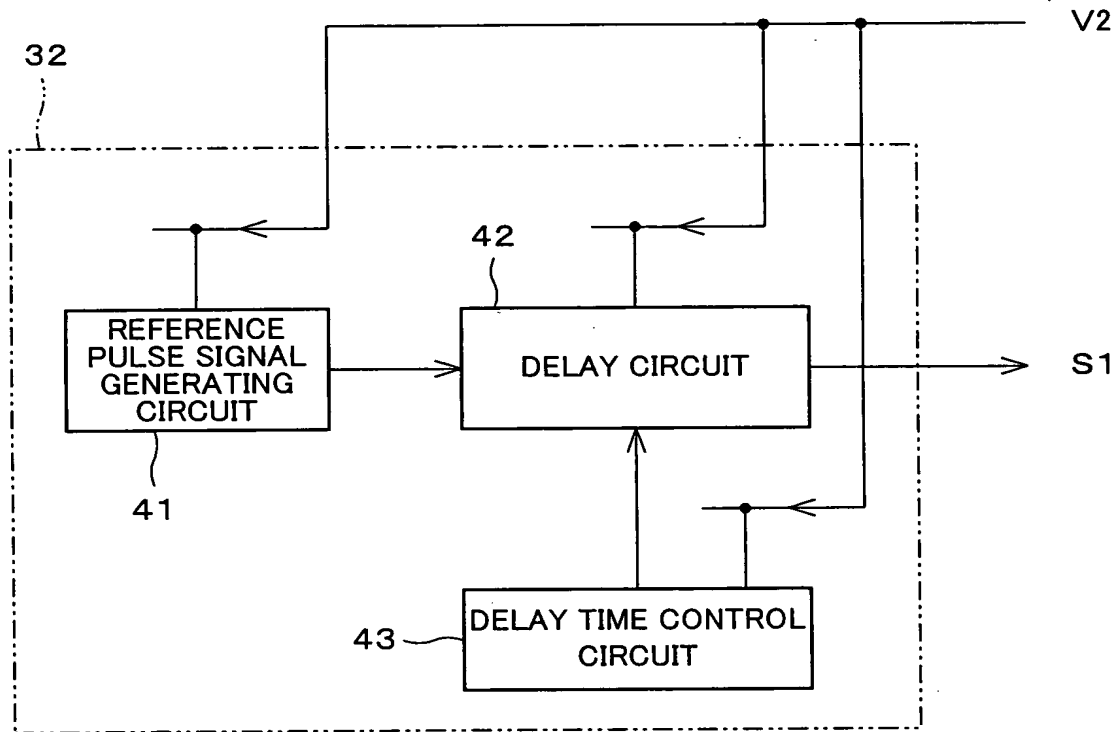 V2
32
42
REFERENCE
PULSE SIGNAL
GENERATING
CIRCUIT
DELAY CIRCUIT
S1
41
43
DELAY TIME CONTROL
CIRCUIT